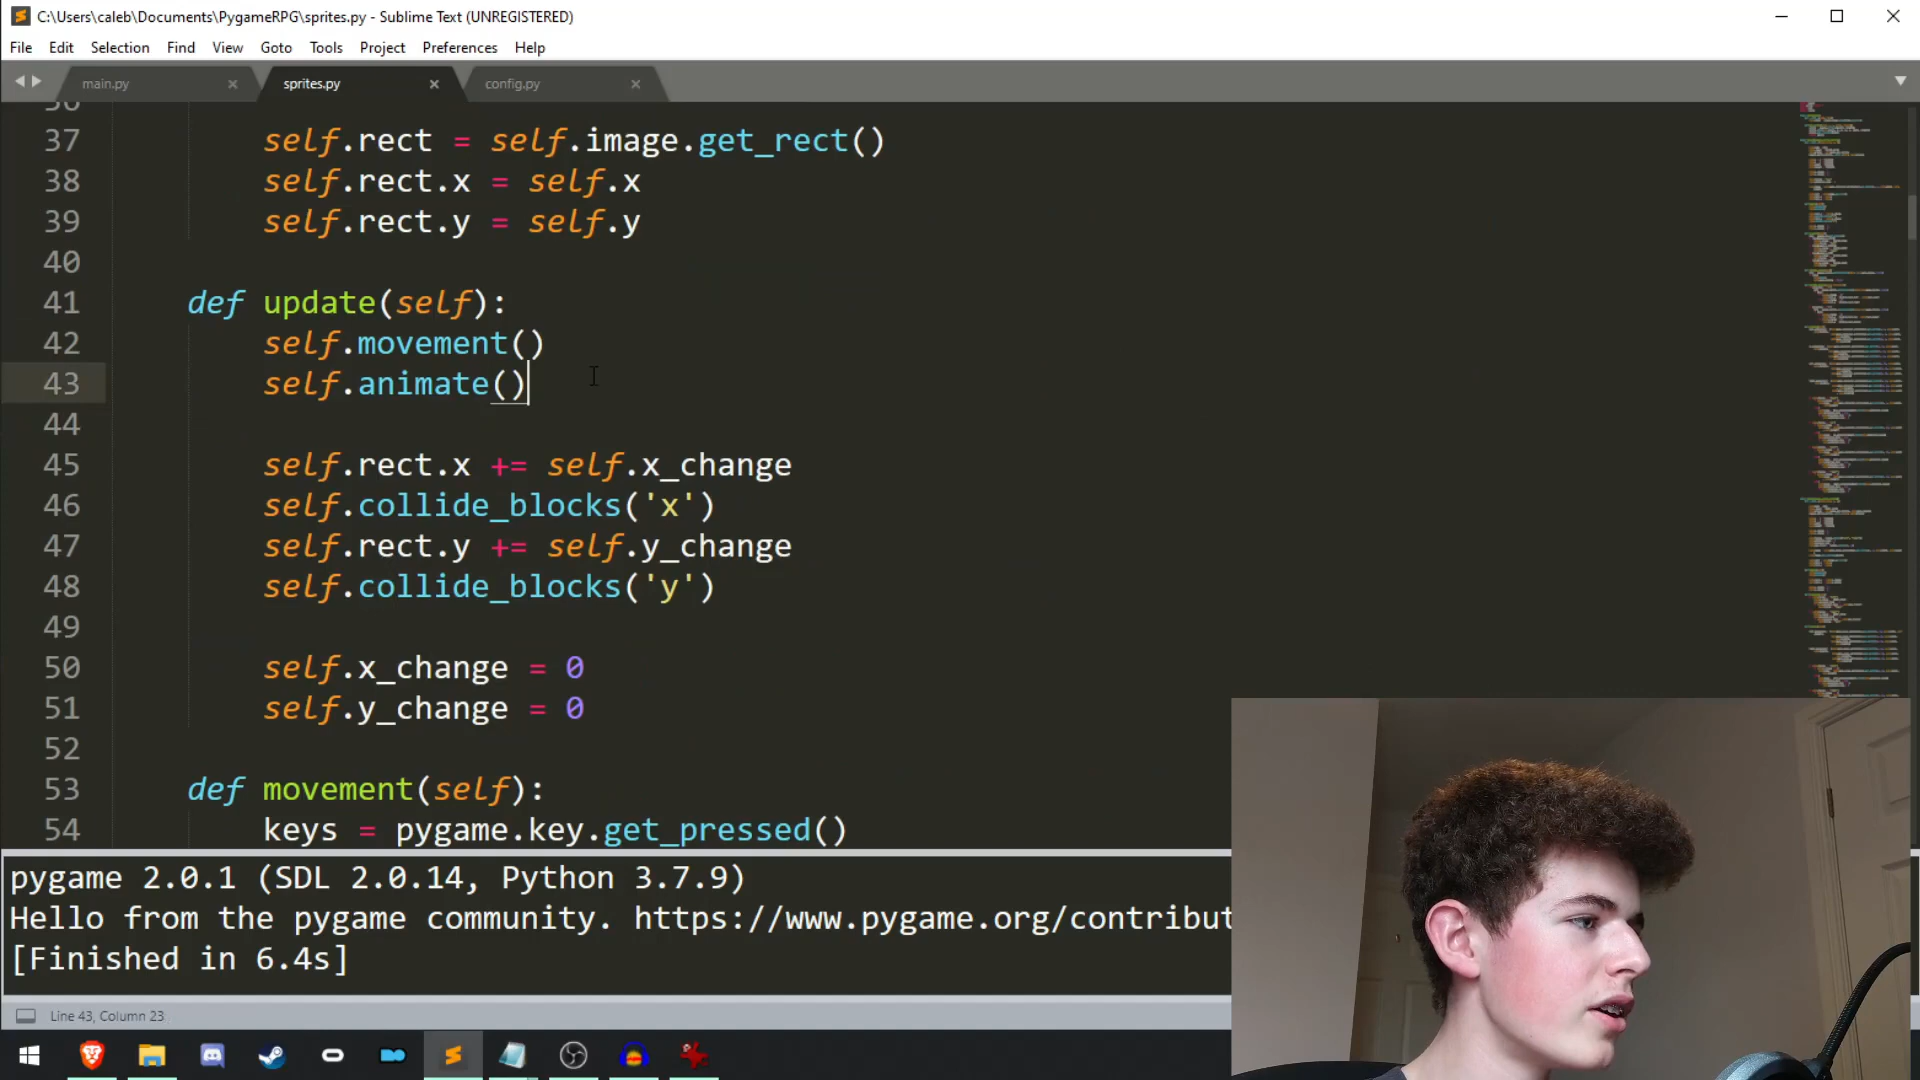 C:\Users\caleb\Documents\PygameRPG\sprites.py - Sublime Text (UNREGISTERED)
File Edit Selection Find View Goto Tools Project Preferences Help
main.py sprites.py config.py
36
37 self.rect = self.image.get_rect()
38 self.rect.x = self.x
39 self.rect.y = self.y
40
41 def update(self):
42 self.movement()
43 self.animate()
44
45 self.rect.x += self.x_change
46 self.collide_blocks('x')
47 self.rect.y += self.y_change
48 self.collide_blocks('y')
49
50 self.x_change = 0
51 self.y_change = 0
52
53 def movement(self):
54 keys = pygame.key.get_pressed()
pygame 2.0.1 (SDL 2.0.14, Python 3.7.9)
Hello from the pygame community. https://www.pygame.org/contribut
[Finished in 6.4s]
Line 43, Column 23